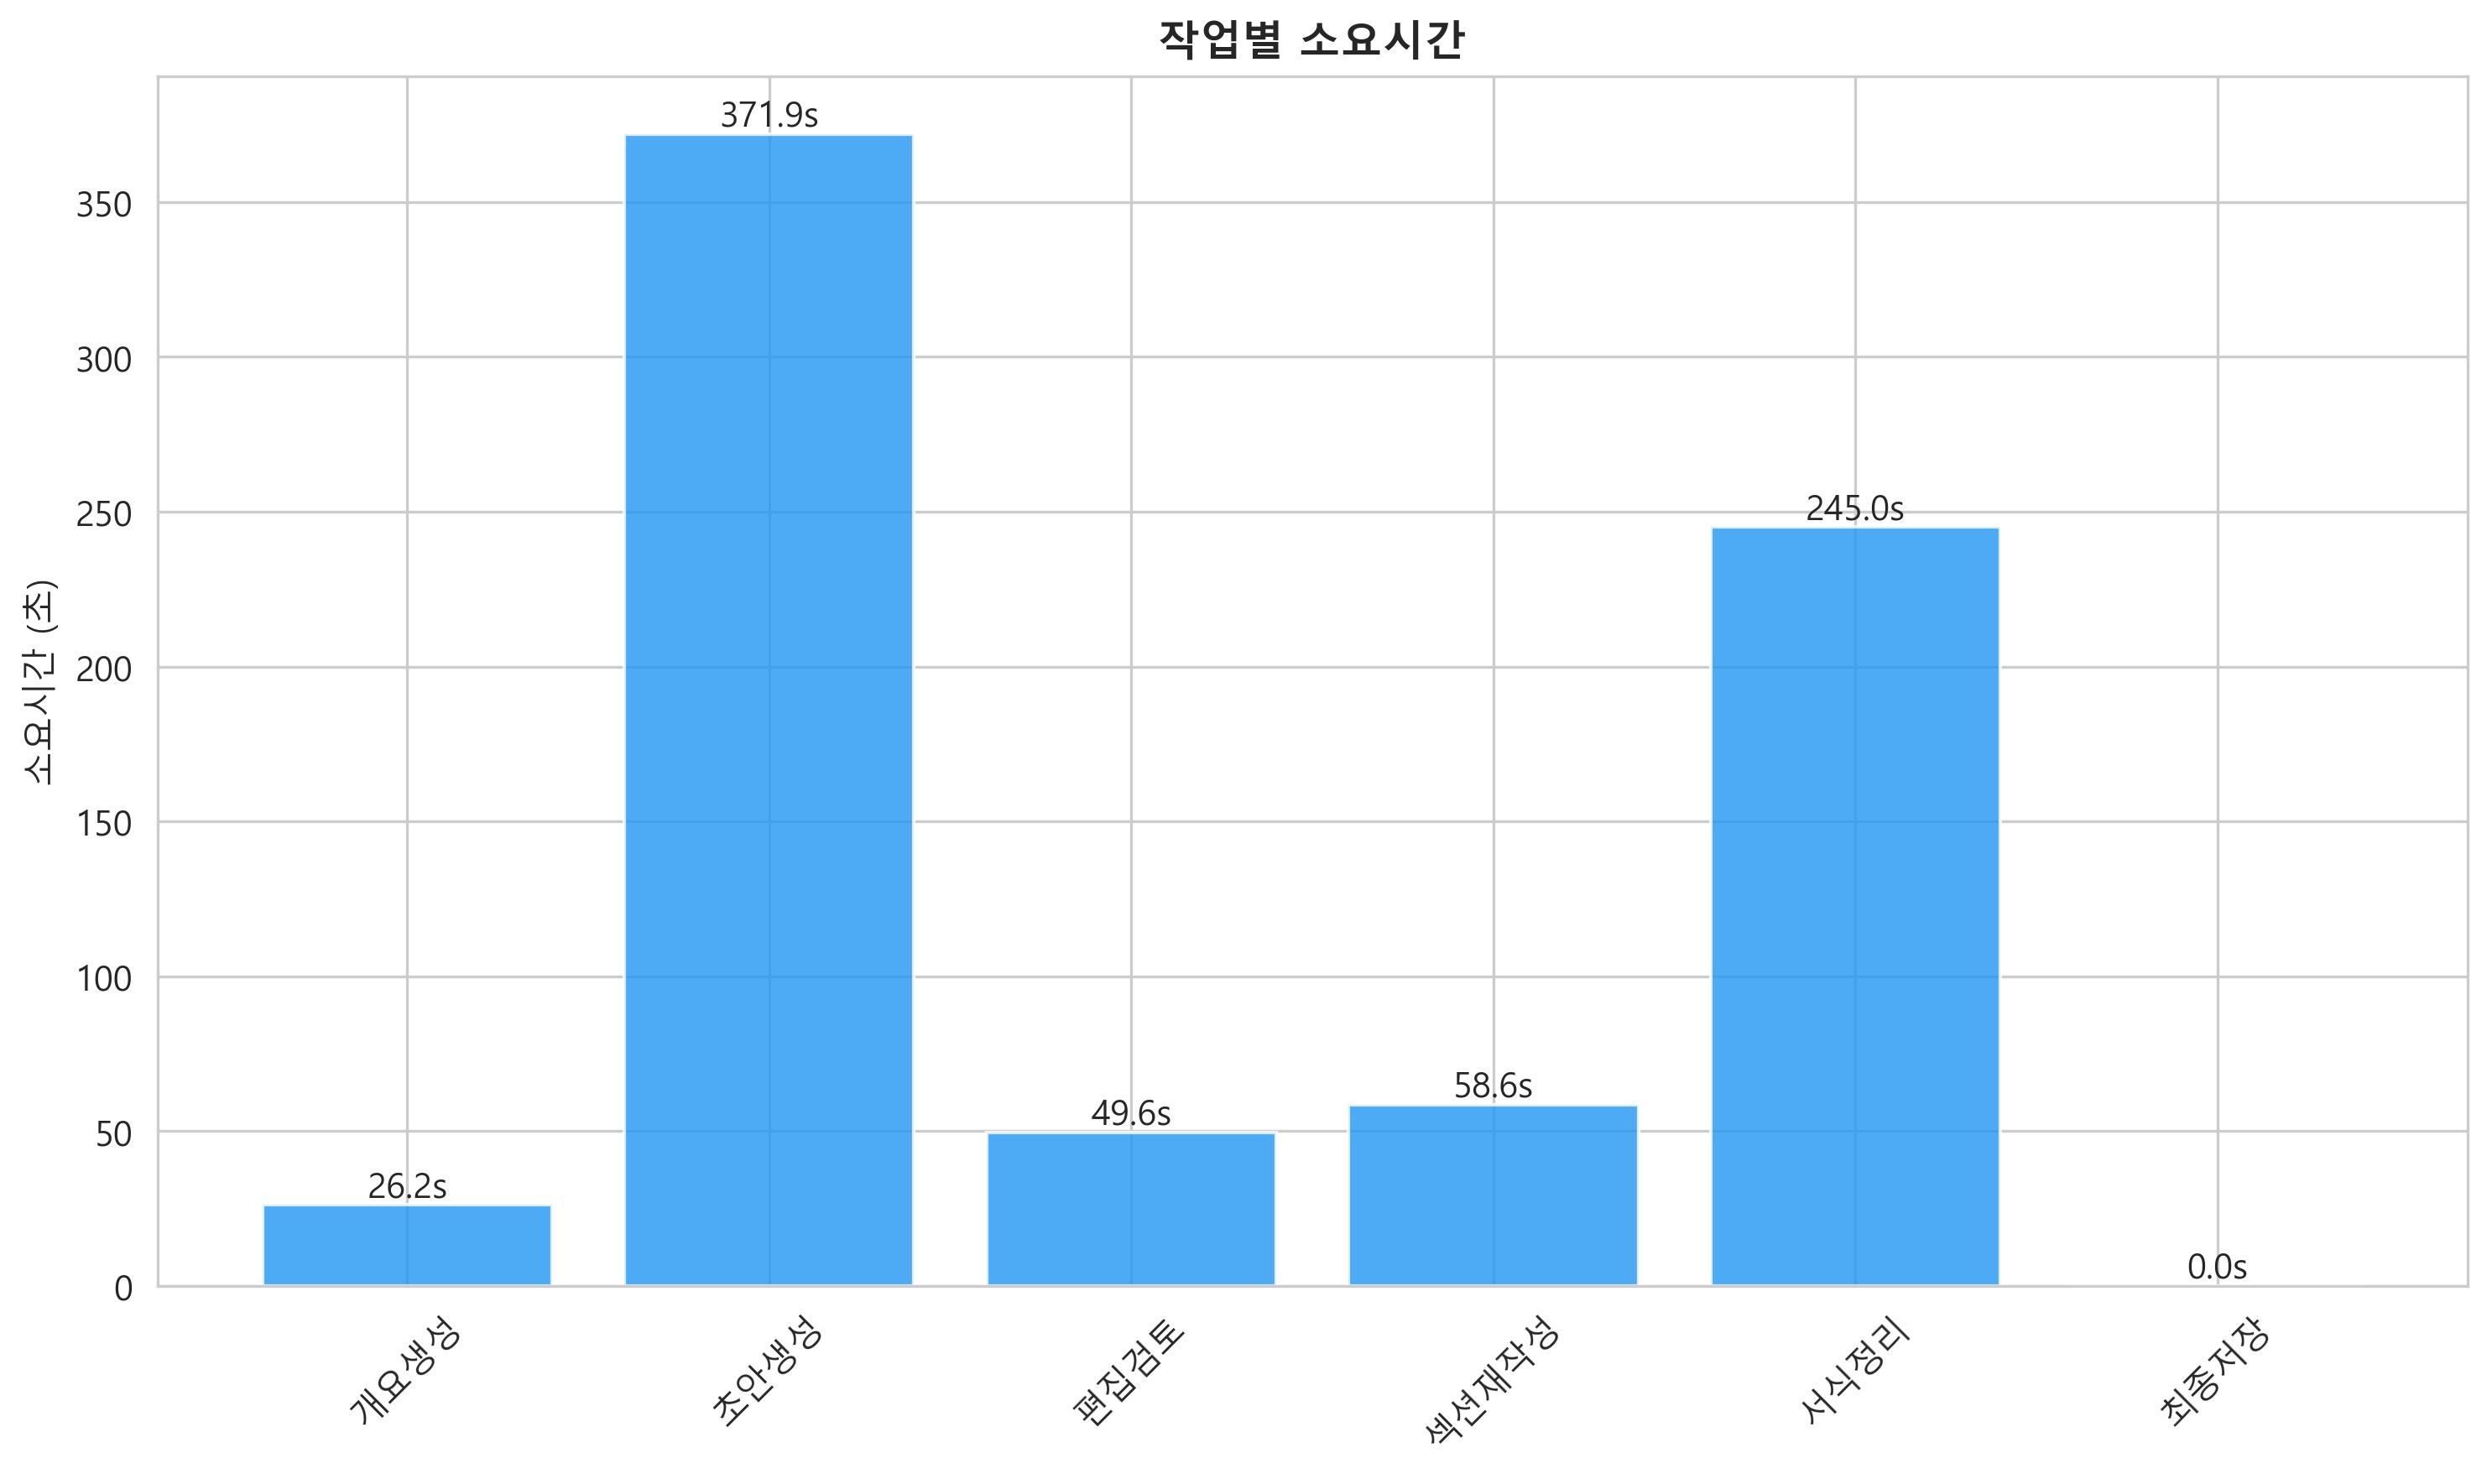 작업별 소요시간
소요시간 (초)
350
300
250
200
150
100
50
0
26.2s
371.9s
49.6s
58.6s
245.0s
0.0s
개요생성
초안생성
편집검토
섹션재작성
서식정리
최종저장